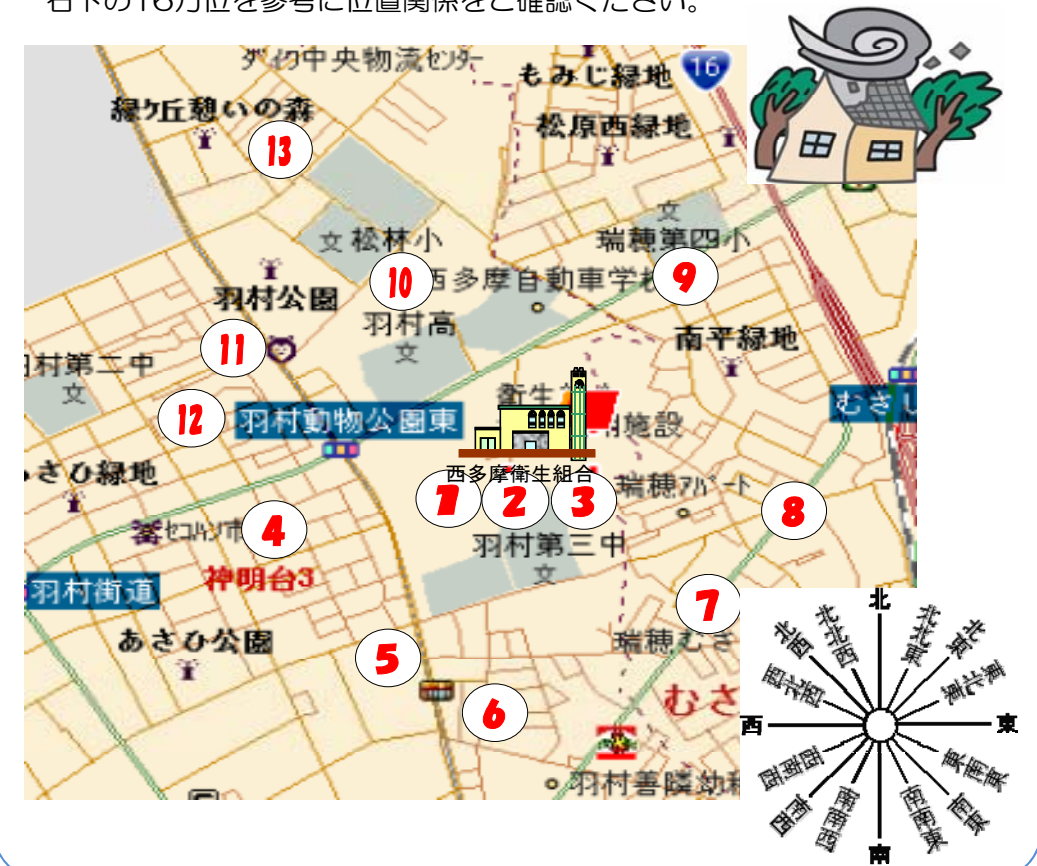 右下の16方位を参考に位置関係をご確認ください。
ダイワ中央物流センター
もみじ緑地
16
緑ケ丘憩いの森
松原西緑地
13
文
文 松林小
瑞穂第四小
10
西多摩自動車学校
9
羽村公園
羽村高
文
南平緑地
11
羽村第二中
文
12
羽村動物公園東
衛生
施設
むさし
西多摩衛生組合
あさひ緑地
1
2
3
瑞穂アパート
8
4
セコハン市
羽村第三中
文
神明台3
羽村街道
7
あさひ公園
瑞穂むさ
5
6
むさ
羽村善隣幼稚
北
北北西
北北東
北西
北東
西北西
東北東
西
東
西南西
東南東
南西
南南西
南南東
南東
南